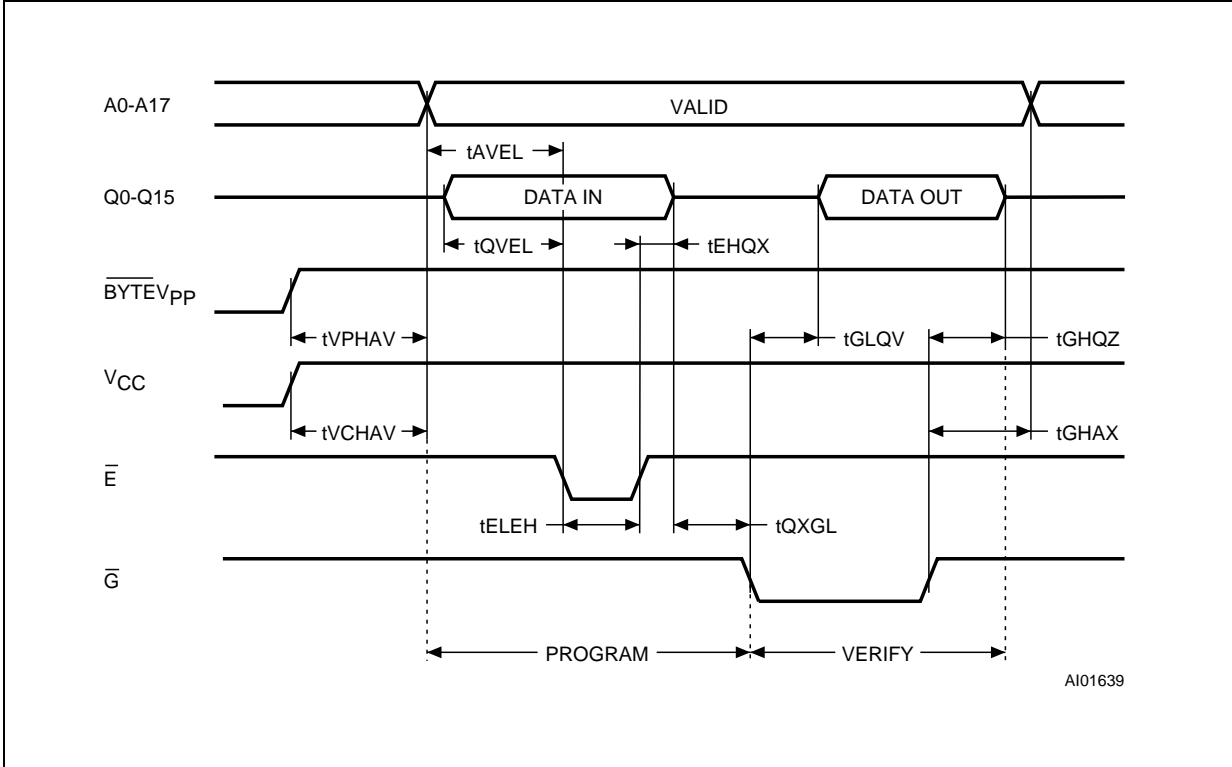 A0-A17
VALID
tAVEL
Q0-Q15
DATA IN
DATA OUT
tQVEL
tEHQX
BYTEVPP
tVPHAV
tGLQV
tGHQZ
VCC
tVCHAV
tGHAX
E
tELEH
tQXGL
G
PROGRAM
VERIFY
AI01639